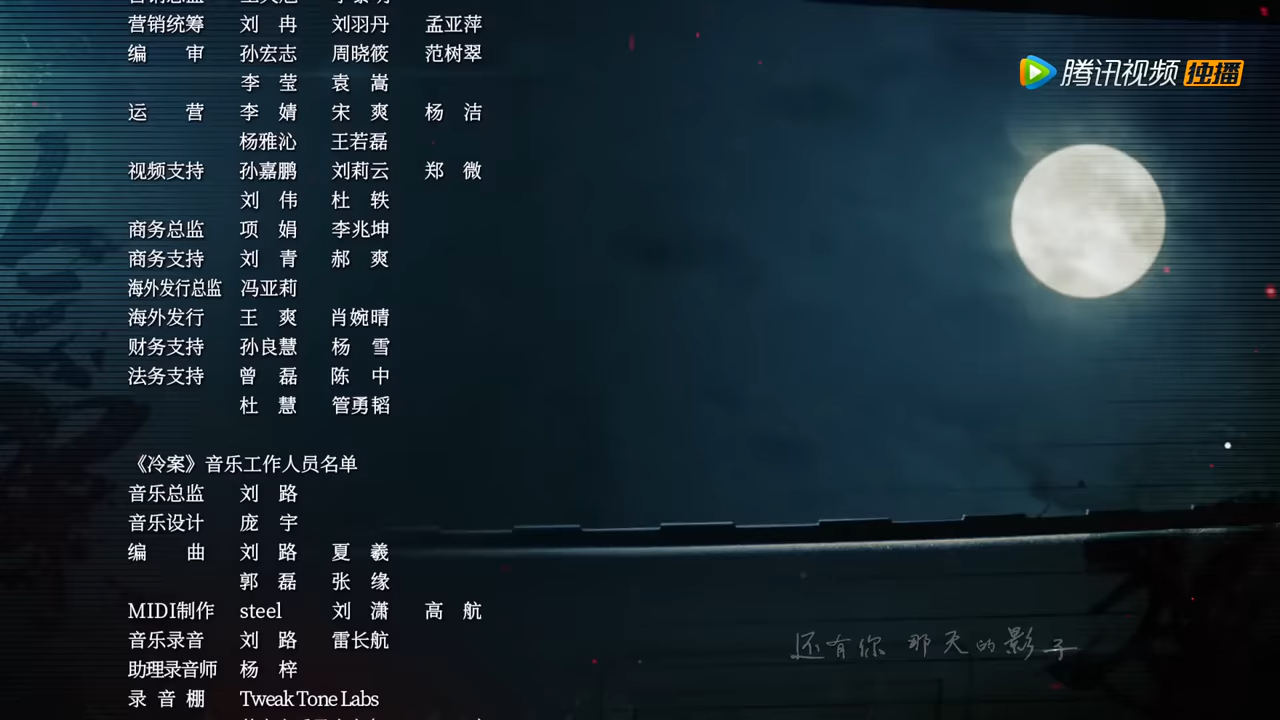 营销统筹 刘冉 刘羽丹 孟亚萍
编审 孙宏志 周晓筱 范树翠
李莹 袁嵩
运营 李婧 宋爽 杨洁
杨雅沁 王若磊
视频支持 孙嘉鹏 刘莉云 郑微
刘伟 杜轶
商务总监 项娟 李兆坤
商务支持 刘青 郝爽
海外发行总监 冯亚莉
海外发行 王爽 肖婉晴
财务支持 孙良慧 杨雪
法务支持 曾磊 陈中
杜慧 管勇韬
《冷案》音乐工作人员名单
音乐总监 刘路
音乐设计 庞宇
编曲 刘路 夏羲
郭磊 张缘
MIDI制作 steel 刘潇 高航
音乐录音 刘路 雷长航
助理录音师 杨梓
录音棚 Tweak Tone Labs
腾讯视频 独播
还有你 那天的影子